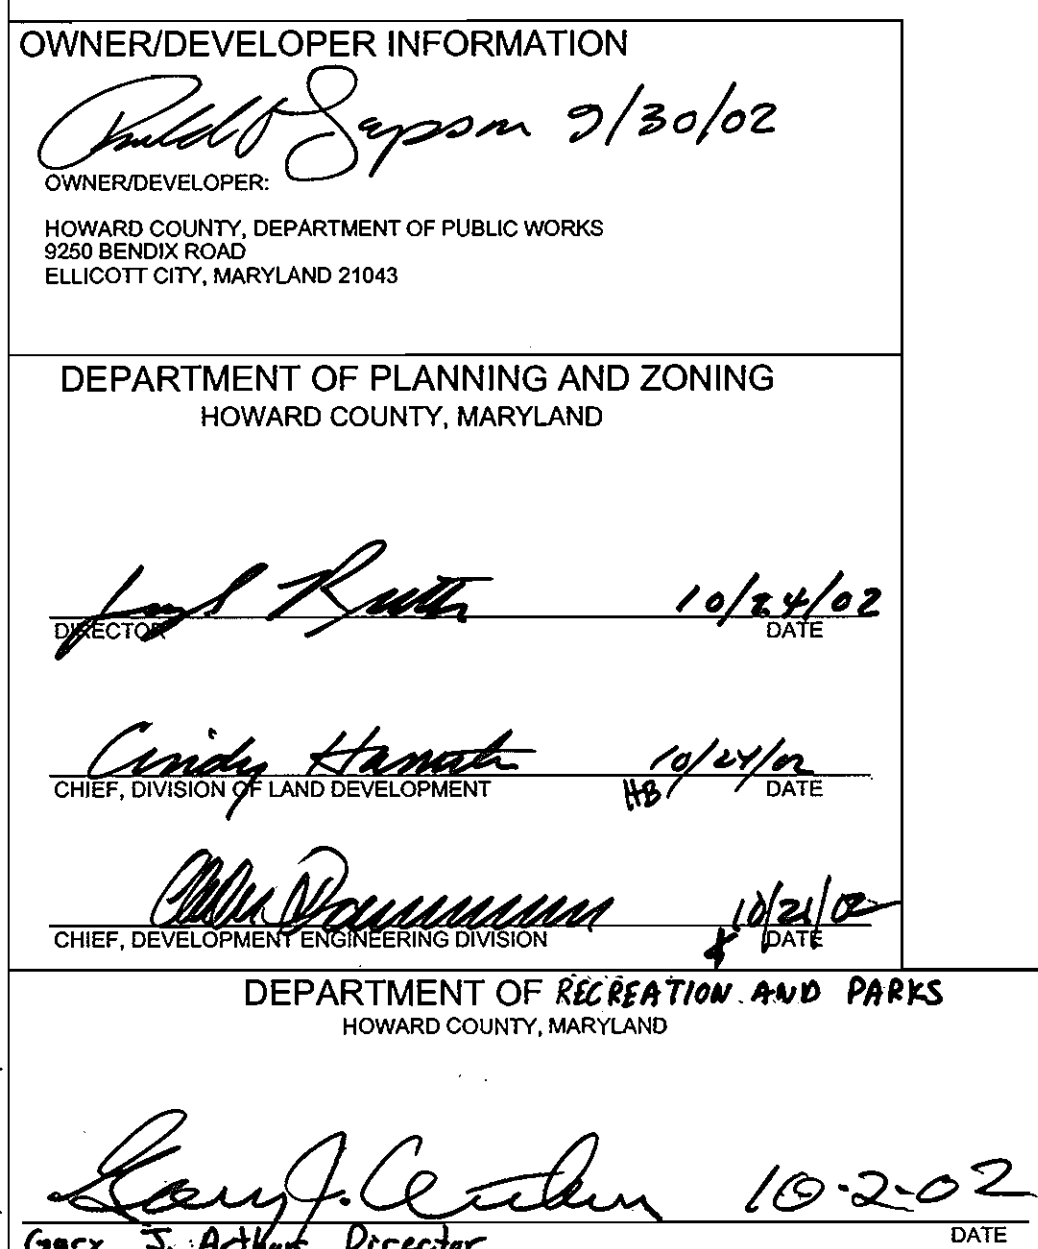 OWNER/DEVELOPER INFORMATION
9/30/02
OWNER/DEVELOPER:
HOWARD COUNTY, DEPARTMENT OF PUBLIC WORKS
9250 BENDIX ROAD
ELLICOTT CITY, MARYLAND 21043
DEPARTMENT OF PLANNING AND ZONING
HOWARD COUNTY, MARYLAND
10/24/02
DIRECTOR DATE
Cindy 10/24/02
CHIEF, DIVISION OF LAND DEVELOPMENT HB DATE
10/21/02
CHIEF, DEVELOPMENT ENGINEERING DIVISION DATE
DEPARTMENT OF RECREATION AND PARKS
HOWARD COUNTY, MARYLAND
Gary J. 10-2-02
Gary J. Arthur, Director DATE